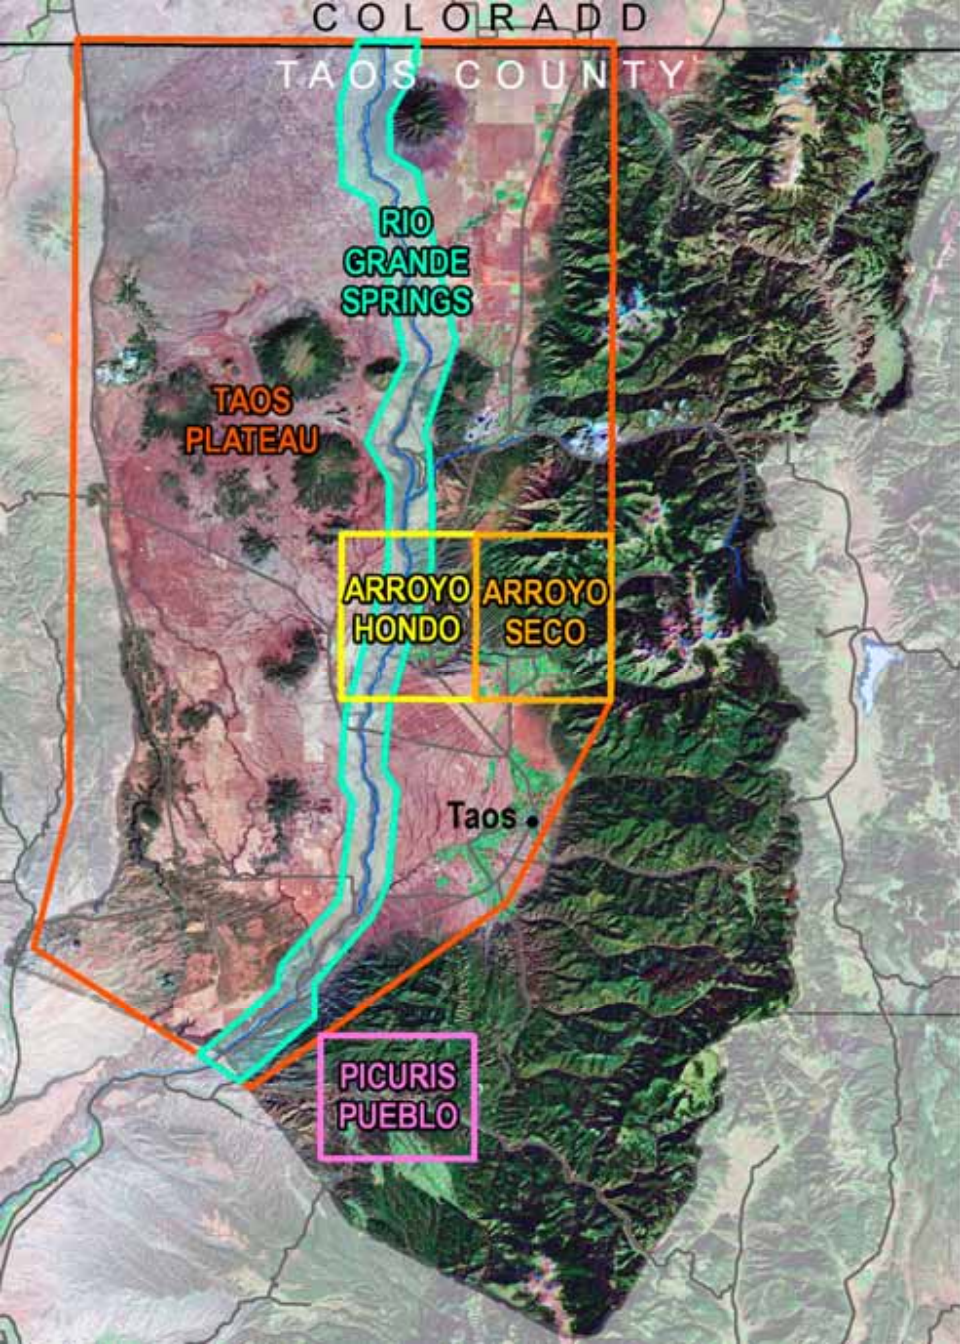 COLORADD
TAOS COUNTY
RIO
GRANDE
SPRINGS
TAOS
PLATEAU
ARROYO
HONDO
ARROYO
SECO
Taos
PICURIS
PUEBLO